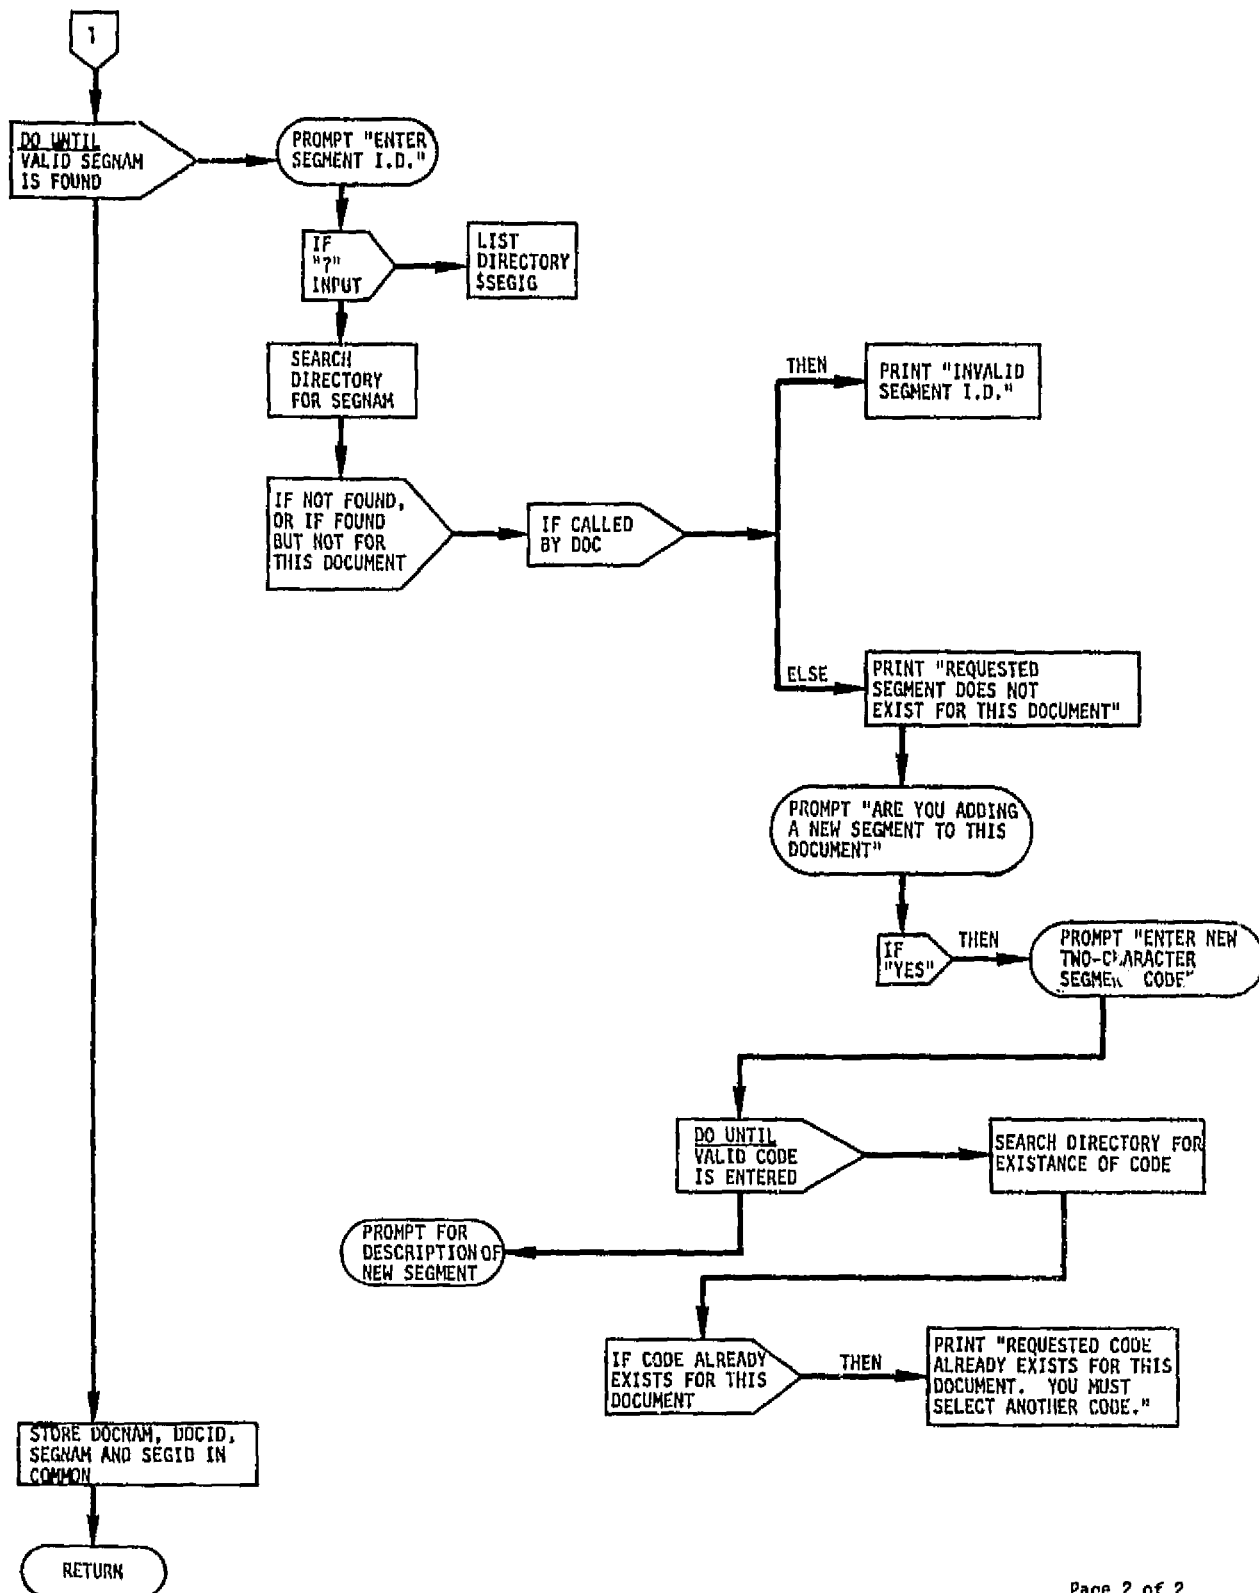 1
DO UNTIL
VALID SEGNAM
IS FOUND
PROMPT "ENTER
SEGMENT I.D."
IF
"?"
INPUT
LIST
DIRECTORY
$SEGIG
SEARCH
DIRECTORY
FOR SEGNAM
IF NOT FOUND,
OR IF FOUND
BUT NOT FOR
THIS DOCUMENT
IF CALLED
BY DOC
THEN
PRINT "INVALID
SEGMENT I.D."
ELSE
PRINT "REQUESTED
SEGMENT DOES NOT
EXIST FOR THIS DOCUMENT"
PROMPT "ARE YOU ADDING
A NEW SEGMENT TO THIS
DOCUMENT"
IF
"YES"
THEN
PROMPT "ENTER NEW
TWO-CHARACTER
CODE"
DO UNTIL
VALID CODE
IS ENTERED
SEARCH DIRECTORY FOR
EXISTANCE OF CODE
PROMPT FOR
DESCRIPTION OF
NEW SEGMENT
IF CODE ALREADY
EXISTS FOR THIS
DOCUMENT
THEN
PRINT "REQUESTED CODE
ALREADY EXISTS FOR THIS
DOCUMENT. YOU MUST
SELECT ANOTHER CODE."
STORE DOCNAM, DOCID,
SEGNAM AND SEGID IN
COMMON
RETURN
Page 2 of 2